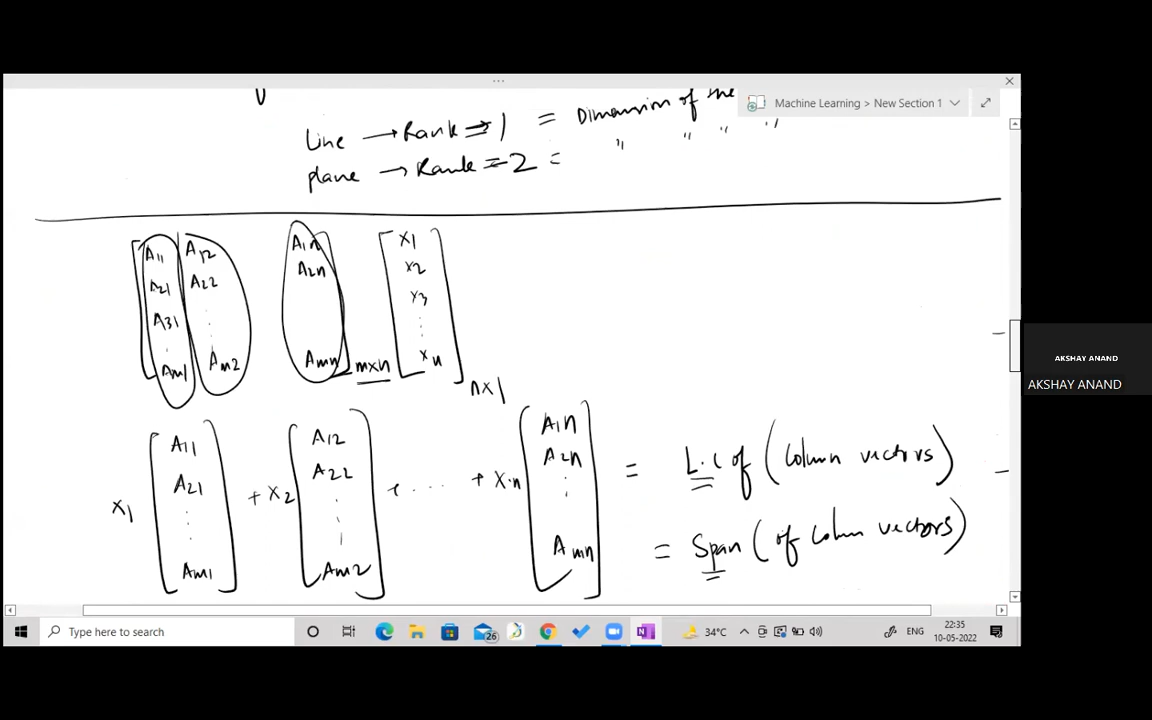 Machine Learning > New Section 1
Line → Rank = 1 = Dimension of the
plane → Rank = 2 = " " " "
A11 A12 A1n x1
A21 A22 A2n x2
A31 x3
Am1 Am2 Amn m×n xn
n×1
x1 A11 + x2 A12 + .... + xn A1n = L.C of (column vectors)
A21 A22 A2n
Am1 Am2 Amn = Span (of column vectors)
AKSHAY ANAND
AKSHAY ANAND
Type here to search
26
34°C
ENG
22:35
10-05-2022